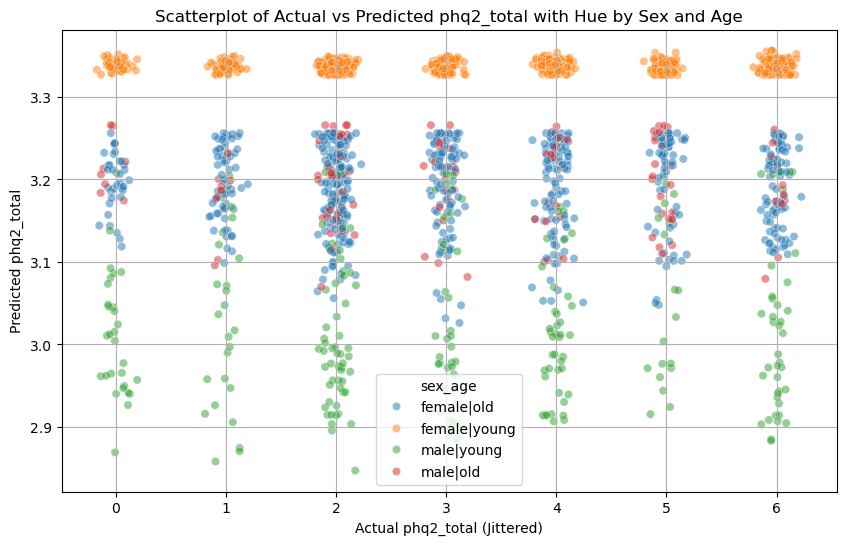 Scatterplot of Actual vs Predicted phq2_total with Hue by Sex and Age
Predicted phq2_total
3.3
3.2
3.1
3.0
2.9
sex_age
female|old
female|young
male|young
male|old
0 1 2 3 4 5 6
Actual phq2_total (Jittered)